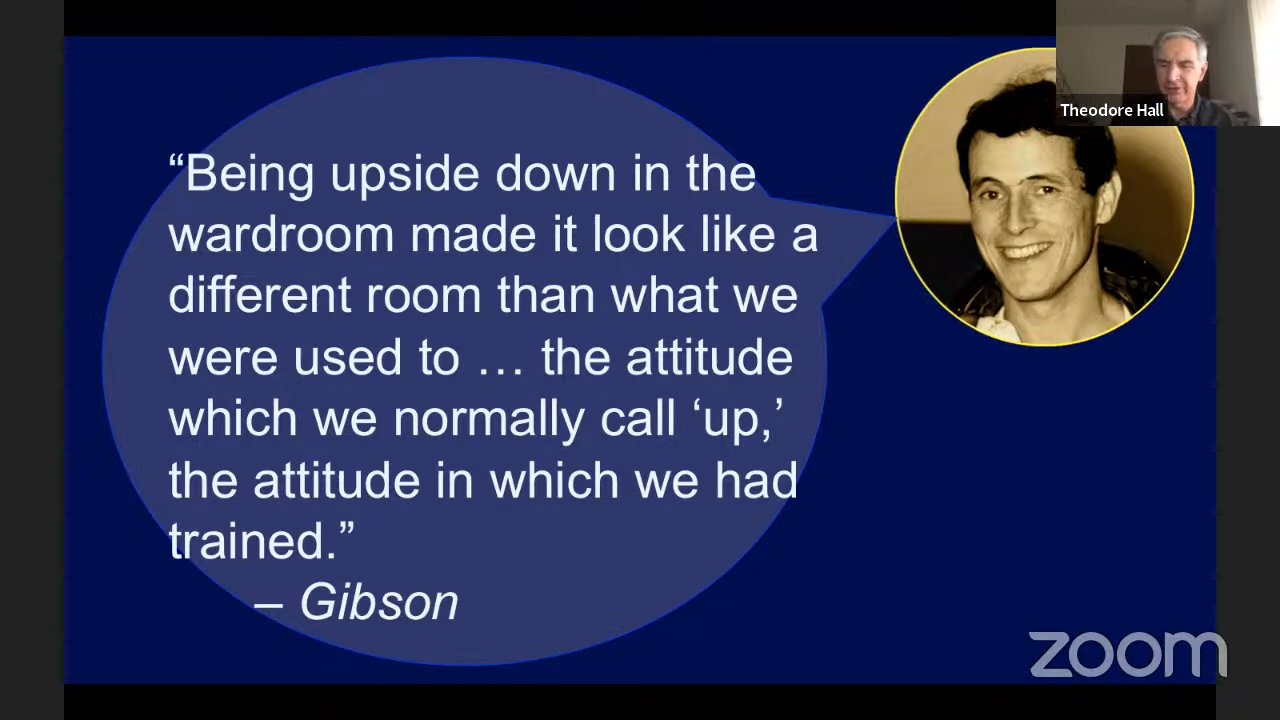 Theodore Hall
“Being upside down in the
wardroom made it look like a
different room than what we
were used to … the attitude
which we normally call ‘up,’
the attitude in which we had
trained.”
– Gibson
zoom